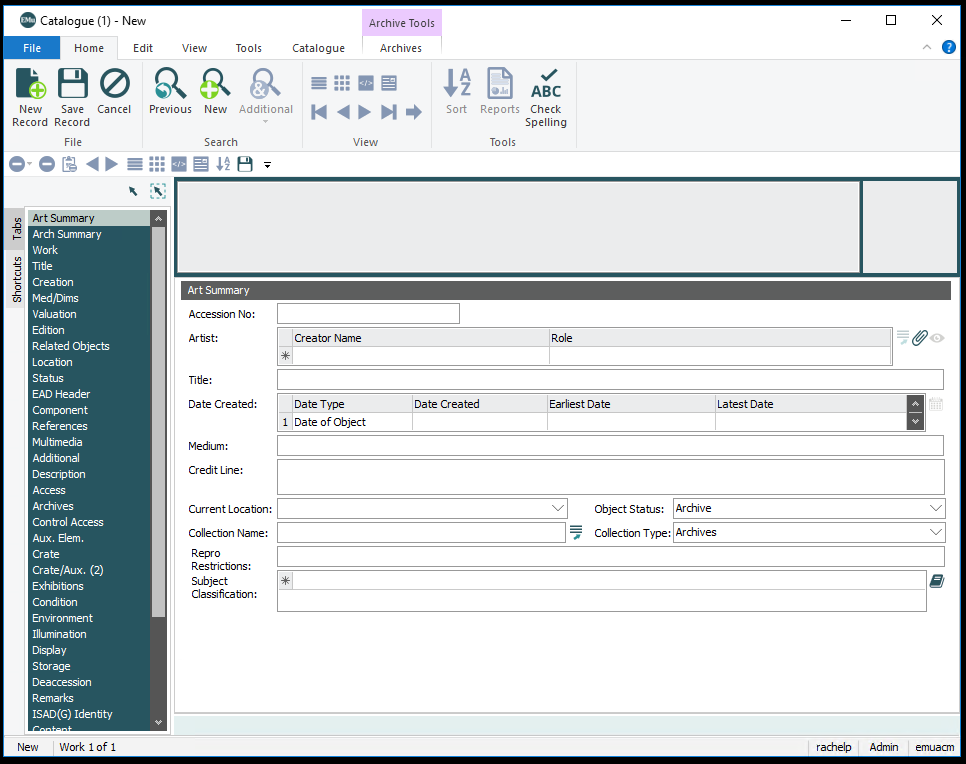 EMu Catalogue (1) - New
Archive Tools
File Home Edit View Tools Catalogue Archives
?
New Record
Save Record
Cancel
Previous
New
&
Additional
</>
A
Z
Sort
Reports
ABC
Check Spelling
File
Search
View
Tools
</>
A
Z
Tabs
Shortcuts
Art Summary
Arch Summary
Work
Title
Creation
Med/Dims
Valuation
Edition
Related Objects
Location
Status
EAD Header
Component
References
Multimedia
Additional
Description
Access
Archives
Control Access
Aux. Elem.
Crate
Crate/Aux. (2)
Exhibitions
Condition
Environment
Illumination
Display
Storage
Deaccession
Remarks
ISAD(G) Identity
Content
Art Summary
Accession No:
Artist:
Creator Name Role
*
Title:
Date Created:
Date Type Date Created Earliest Date Latest Date
1 Date of Object
Medium:
Credit Line:
Current Location:
Object Status: Archive
Collection Name:
Collection Type: Archives
Repro
Restrictions:
Subject
Classification:
*
New Work 1 of 1 rachelp Admin emuacm